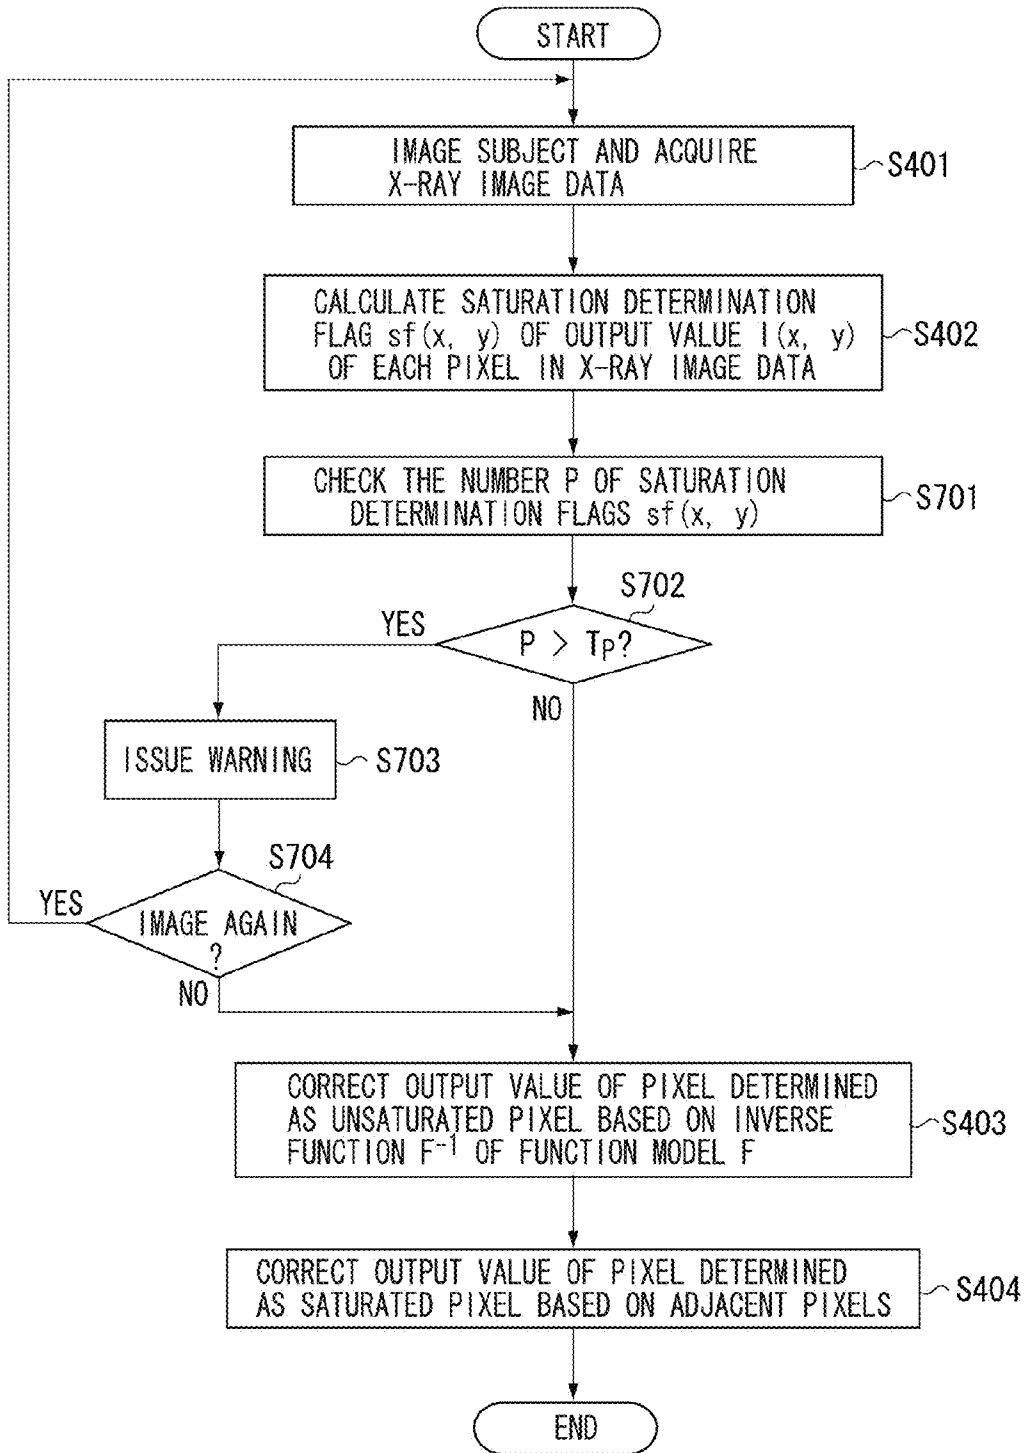 START
IMAGE SUBJECT AND ACQUIRE
X-RAY IMAGE DATA
S401
CALCULATE SATURATION DETERMINATION
FLAG sf(x, y) OF OUTPUT VALUE I(x, y)
OF EACH PIXEL IN X-RAY IMAGE DATA
S402
CHECK THE NUMBER P OF SATURATION
DETERMINATION FLAGS sf(x, y)
S701
S702
YES
P > TP?
NO
ISSUE WARNING
S703
S704
YES
IMAGE AGAIN
?
NO
CORRECT OUTPUT VALUE OF PIXEL DETERMINED
AS UNSATURATED PIXEL BASED ON INVERSE
FUNCTION F⁻¹ OF FUNCTION MODEL F
S403
CORRECT OUTPUT VALUE OF PIXEL DETERMINED
AS SATURATED PIXEL BASED ON ADJACENT PIXELS
S404
END